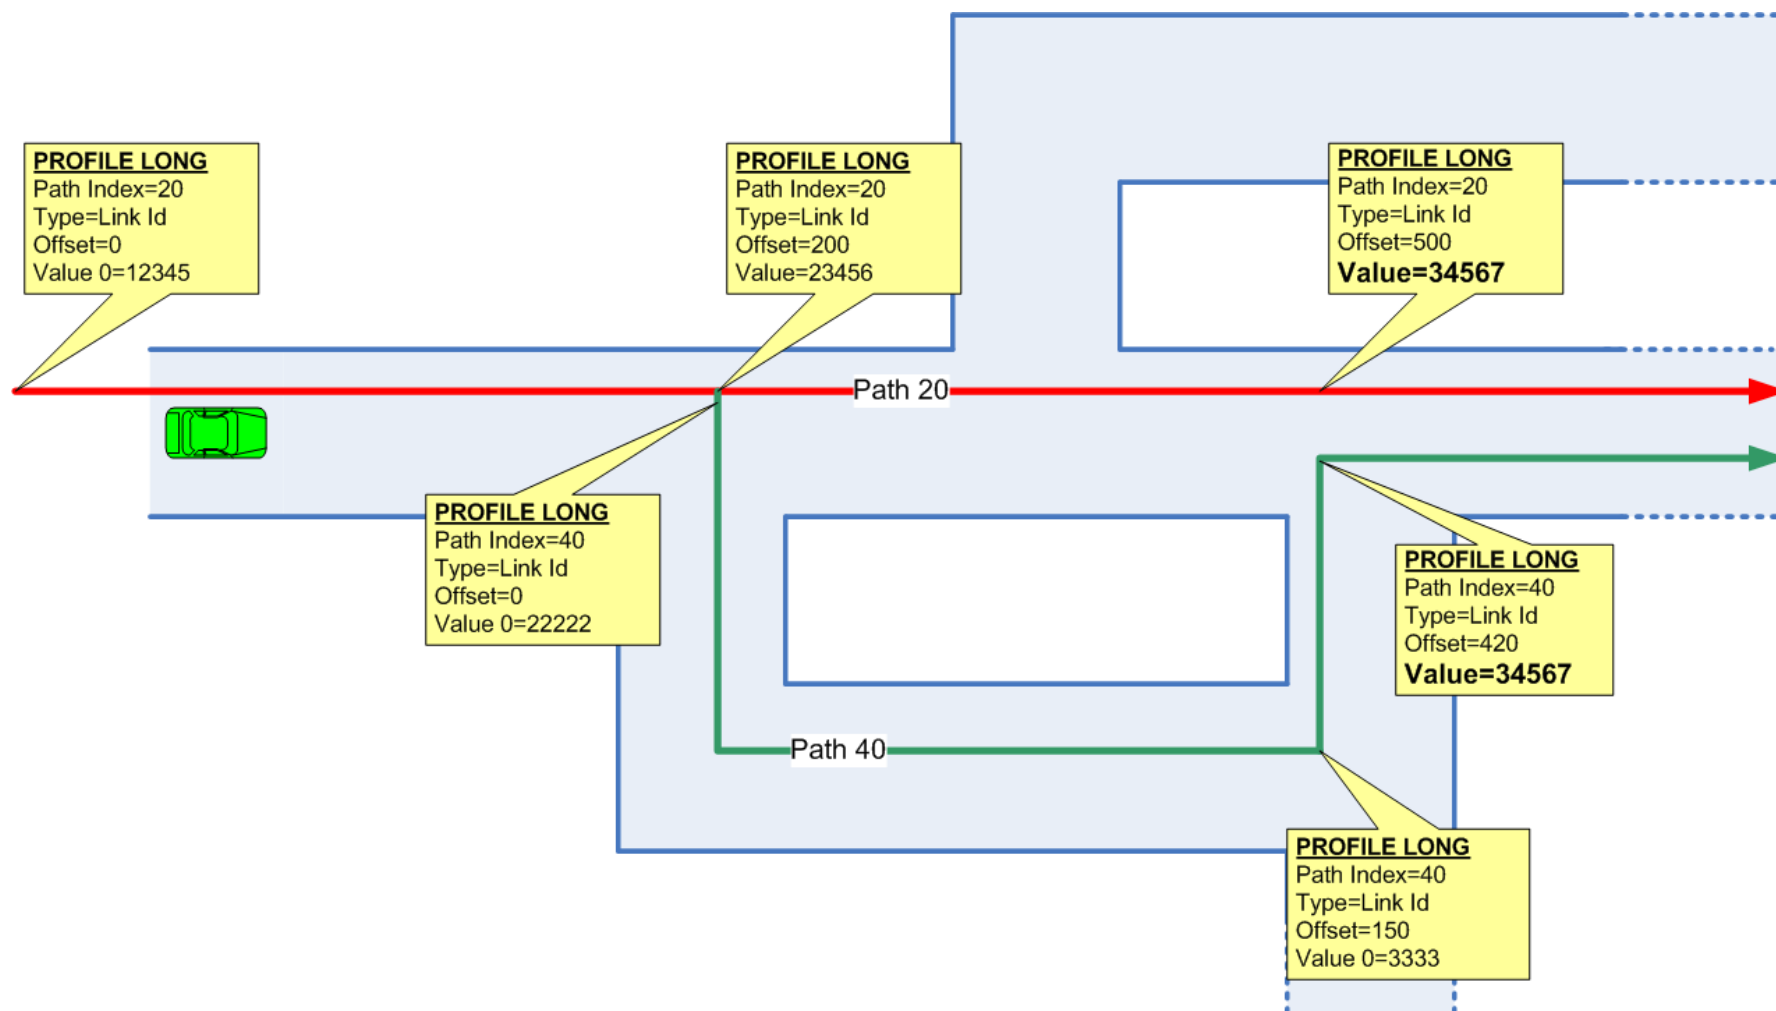 PROFILE LONG
Path Index=20
Type=Link Id
Offset=0
Value 0=12345
PROFILE LONG
Path Index=20
Type=Link Id
Offset=200
Value=23456
PROFILE LONG
Path Index=20
Type=Link Id
Offset=500
Value=34567
Path 20
PROFILE LONG
Path Index=40
Type=Link Id
Offset=0
Value 0=22222
PROFILE LONG
Path Index=40
Type=Link Id
Offset=420
Value=34567
Path 40
PROFILE LONG
Path Index=40
Type=Link Id
Offset=150
Value 0=3333